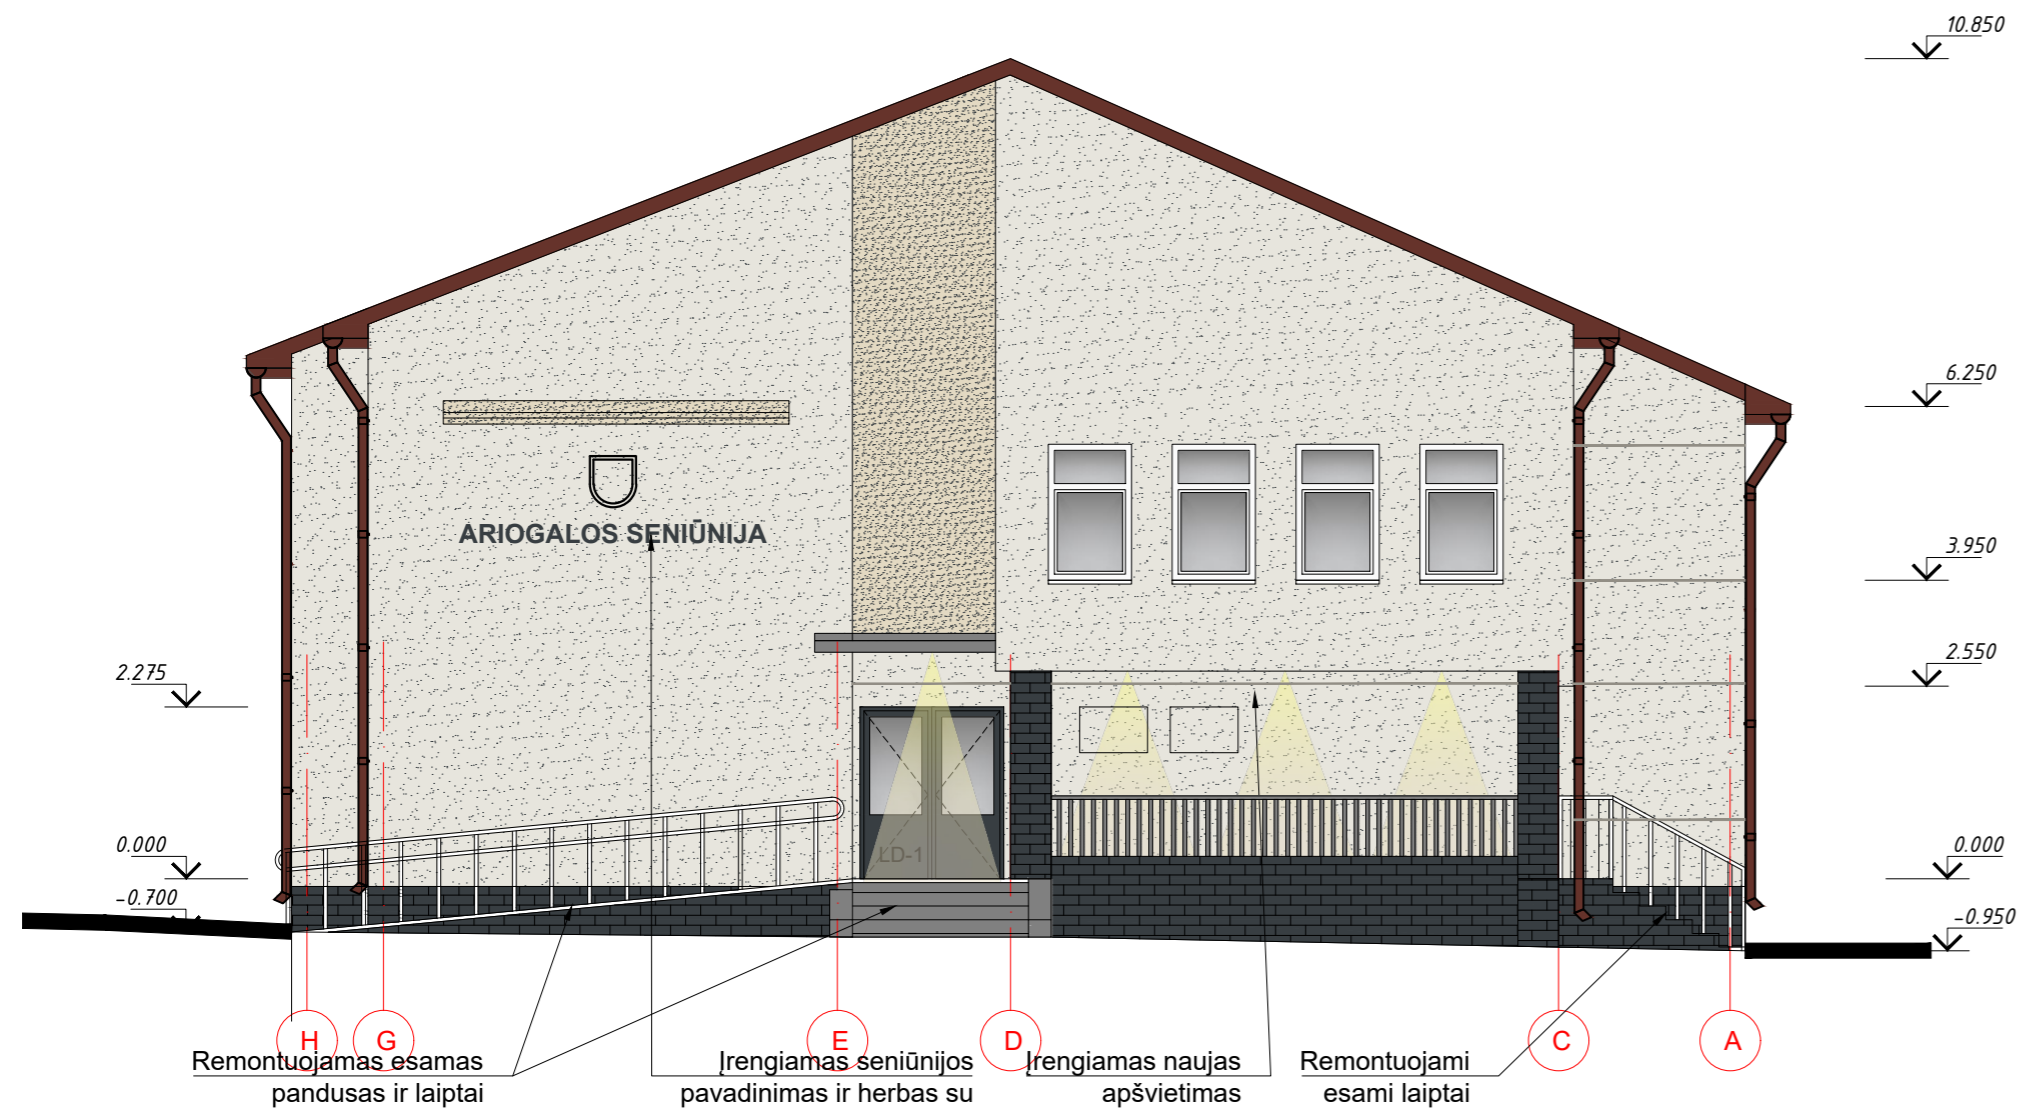 10.850
6.250
ARIOGALOS SENIŪNIJA
3.950
2.275
2.550
LD-1
0.000
0.000
-0.700
-0.950
H
G
E
D
C
A
Remontuojamas esamas
pandusas ir laiptai
Įrengiamas seniūnijos
pavadinimas ir herbas su
Įrengiamas naujas
apšvietimas
Remontuojami
esami laiptai